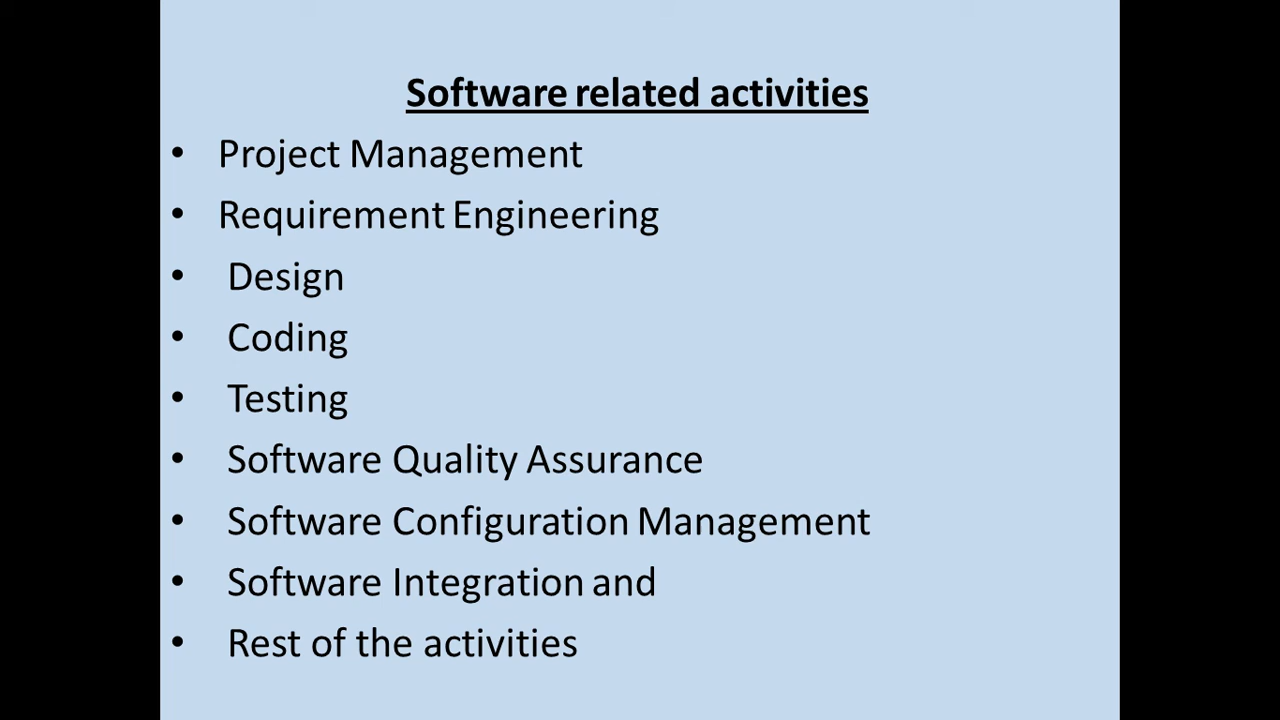 Software related activities
• Project Management
• Requirement Engineering
• Design
• Coding
• Testing
• Software Quality Assurance
• Software Configuration Management
• Software Integration and
• Rest of the activities